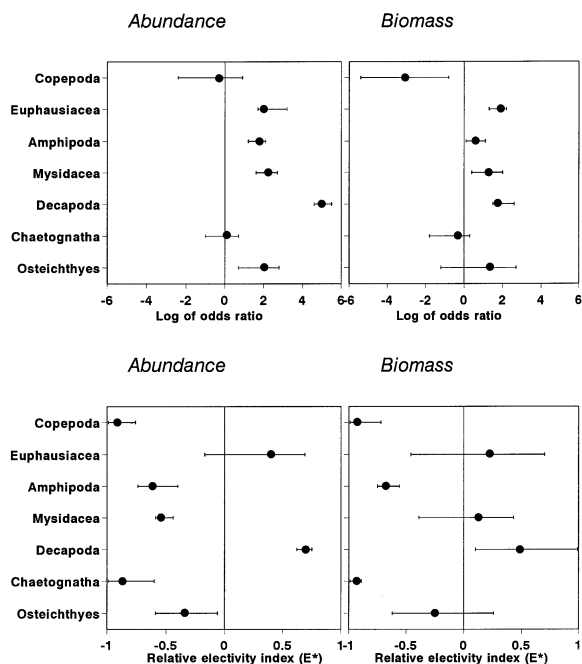 Abundance Biomass
Copepoda
Euphausiacea
Amphipoda
Mysidacea
Decapoda
Chaetognatha
Osteichthyes
-6 -4 -2 0 2 4 6 -6 -4 -2 0 2 4 6
Log of odds ratio Log of odds ratio
Abundance Biomass
Copepoda
Euphausiacea
Amphipoda
Mysidacea
Decapoda
Chaetognatha
Osteichthyes
-1 -0.5 0 0.5 1 -1 -0.5 0 0.5 1
Relative electivity index (E*) Relative electivity index (E*)